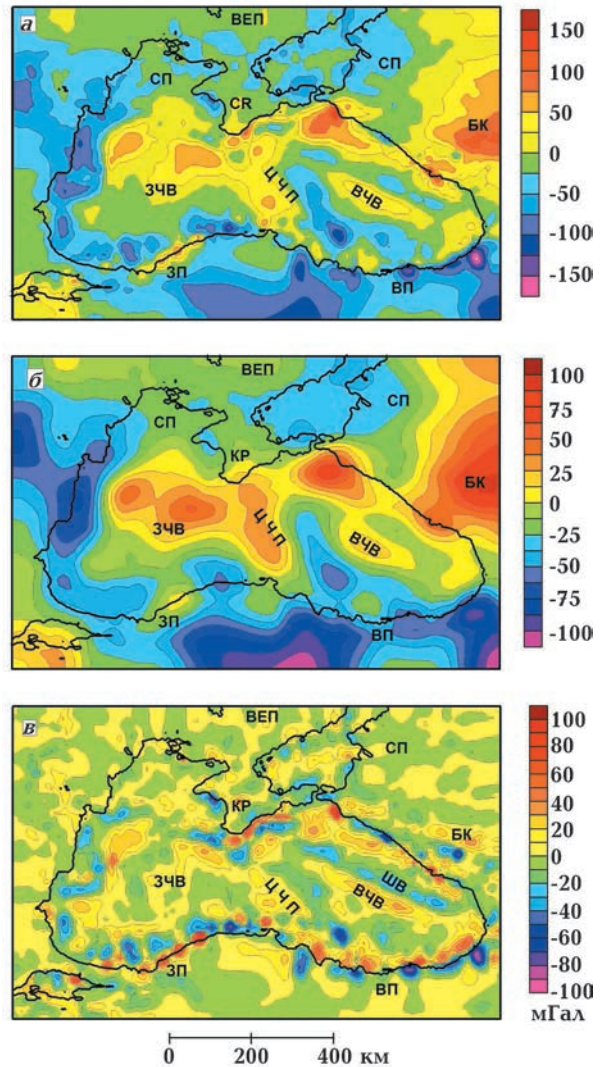 а
ВЕП
СП
СП
CR
БК
ЗЧВ
ЦЧП
ВЧВ
ЗП
ВП
150
100
50
0
-50
-100
-150
б
ВЕП
СП
СП
КР
БК
ЗЧВ
ЦЧП
ВЧВ
ЗП
ВП
100
75
50
25
0
-25
-50
-75
-100
в
ВЕП
СП
КР
БК
ЗЧВ
ШВ
ЦЧП
ВЧВ
ЗП
ВП
100
80
60
40
20
0
-20
-40
-60
-80
-100
мГал
0 200 400 км